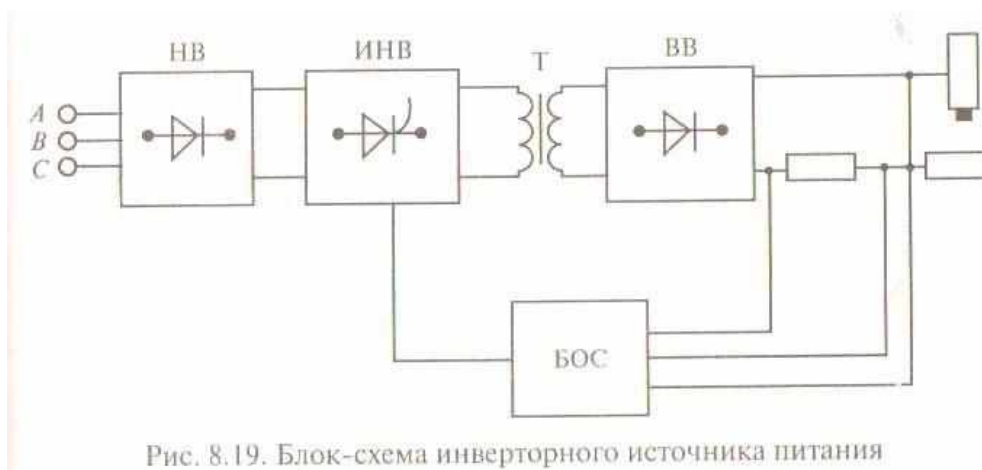 НВ
ИНВ
Т
ВВ
А
В
С
БОС
Рис. 8.19. Блок-схема инверторного источника питания